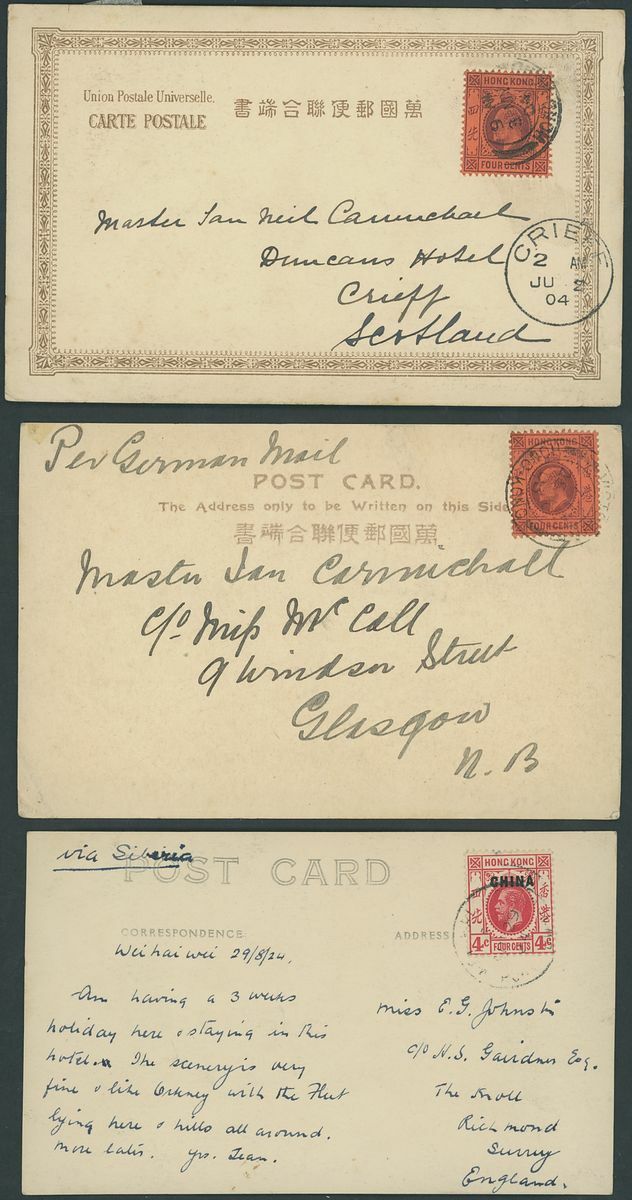 Union Postale Universelle.
CARTE POSTALE
書端合聯便郵國萬
HONG KONG
FOUR CENTS
CRIEFF
2 AM
JU 2
04
Master Ian Neil Carmichael
Duncans Hotel
Crieff
Scotland
Per German Mail
POST CARD.
The Address only to be Written on this Side
書端合聯便郵國萬
HONG KONG
FOUR CENTS
Master Ian Carmichael
c/o Miss McCall
9 Windsor Street
Glasgow
N.B
via Siberia
POST CARD
HONG KONG
CHINA
4c FOUR CENTS 4c
CORRESPONDENCE
ADDRESS
Weihaiwei 29/8/24.
Am having a 3 weeks
holiday here & staying in this
hotel. The scenery is very
fine & like Orkney with the Fleet
lying here & hills all around.
more later. Yrs. Jean.
Miss E.G. Johnston
c/o N.S. Gairdner Esq.
The Knoll
Richmond
Surrey
England.